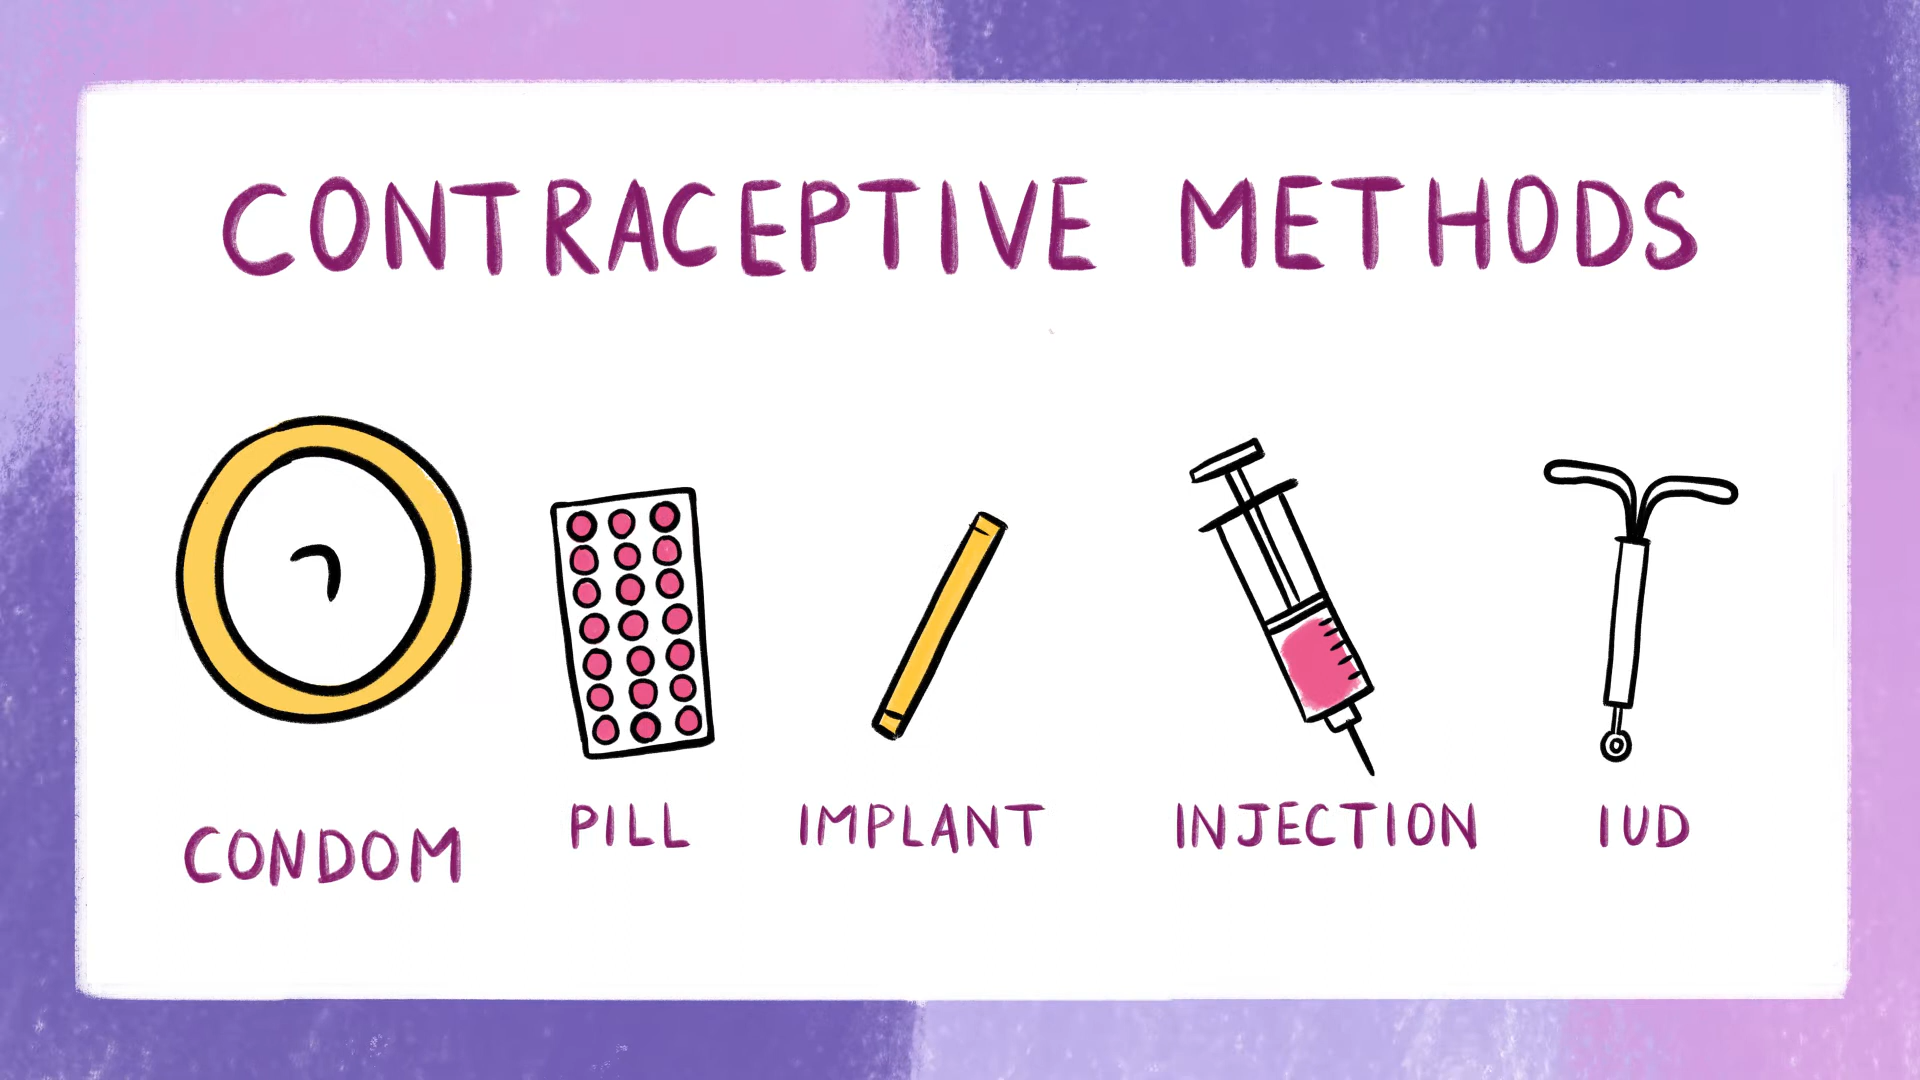 CONTRACEPTIVE METHODS
CONDOM
PILL
IMPLANT
INJECTION
IUD